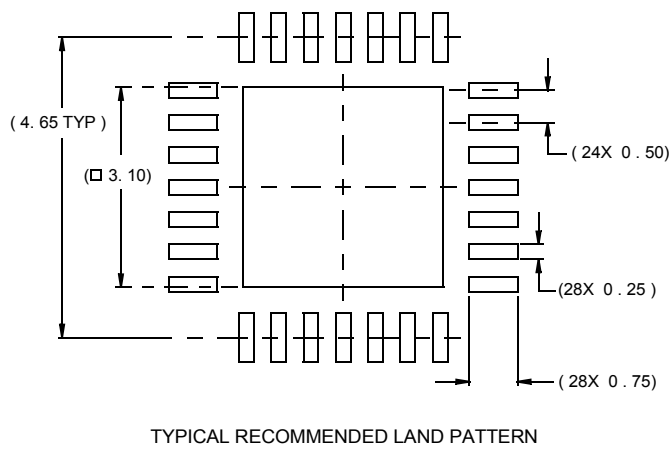 ( 4. 65 TYP )
(□ 3. 10)
( 24X 0 . 50)
(28X 0 . 25 )
( 28X 0 . 75)
TYPICAL RECOMMENDED LAND PATTERN